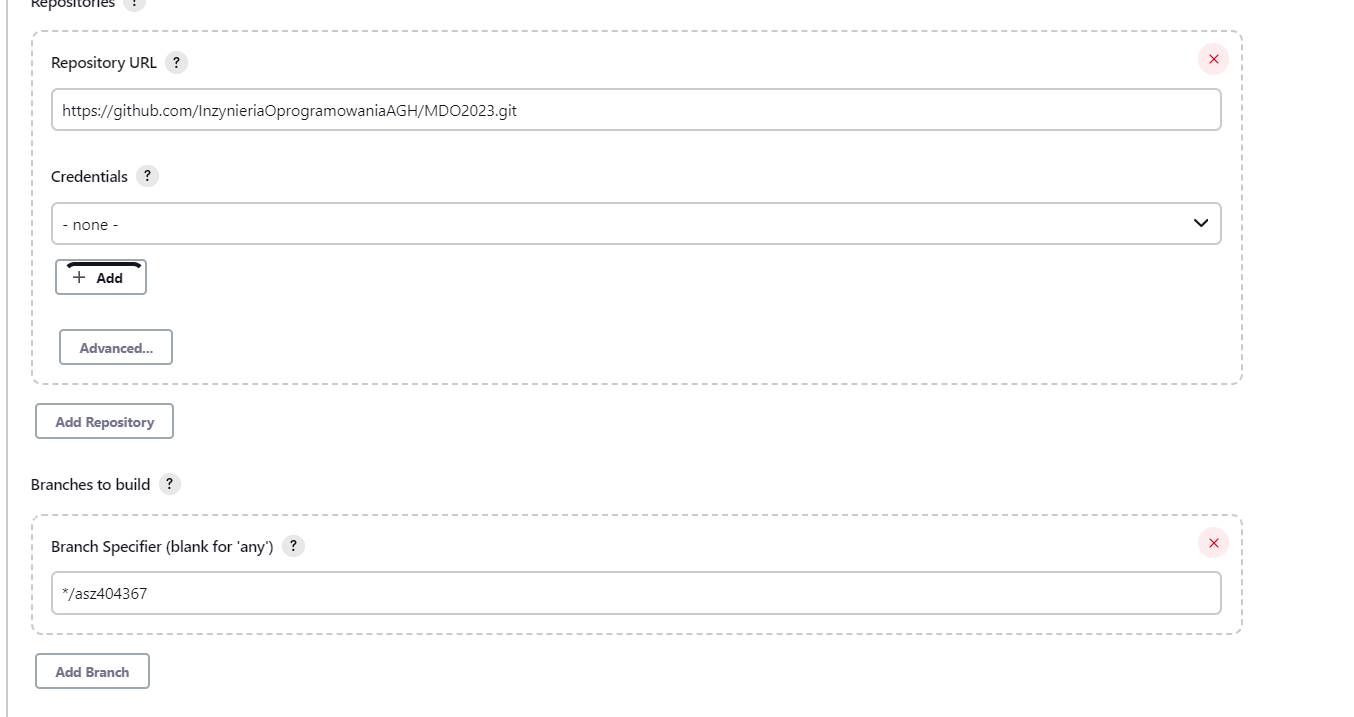 Repositories ?
Repository URL ?
https://github.com/InzynieriaOprogramowaniaAGH/MDO2023.git
Credentials ?
- none -
+ Add
Advanced...
Add Repository
Branches to build ?
Branch Specifier (blank for 'any') ?
*/asz404367
Add Branch